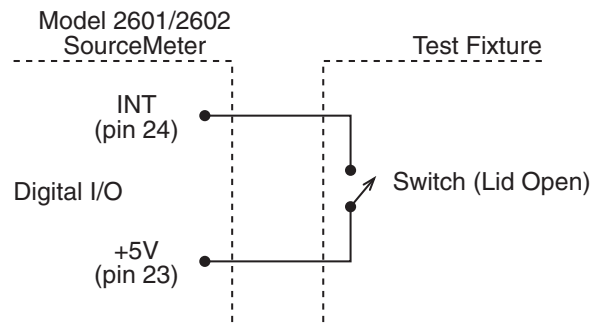 Model 2601/2602
SourceMeter
Test Fixture
INT
(pin 24)
Digital I/O
Switch (Lid Open)
+5V
(pin 23)